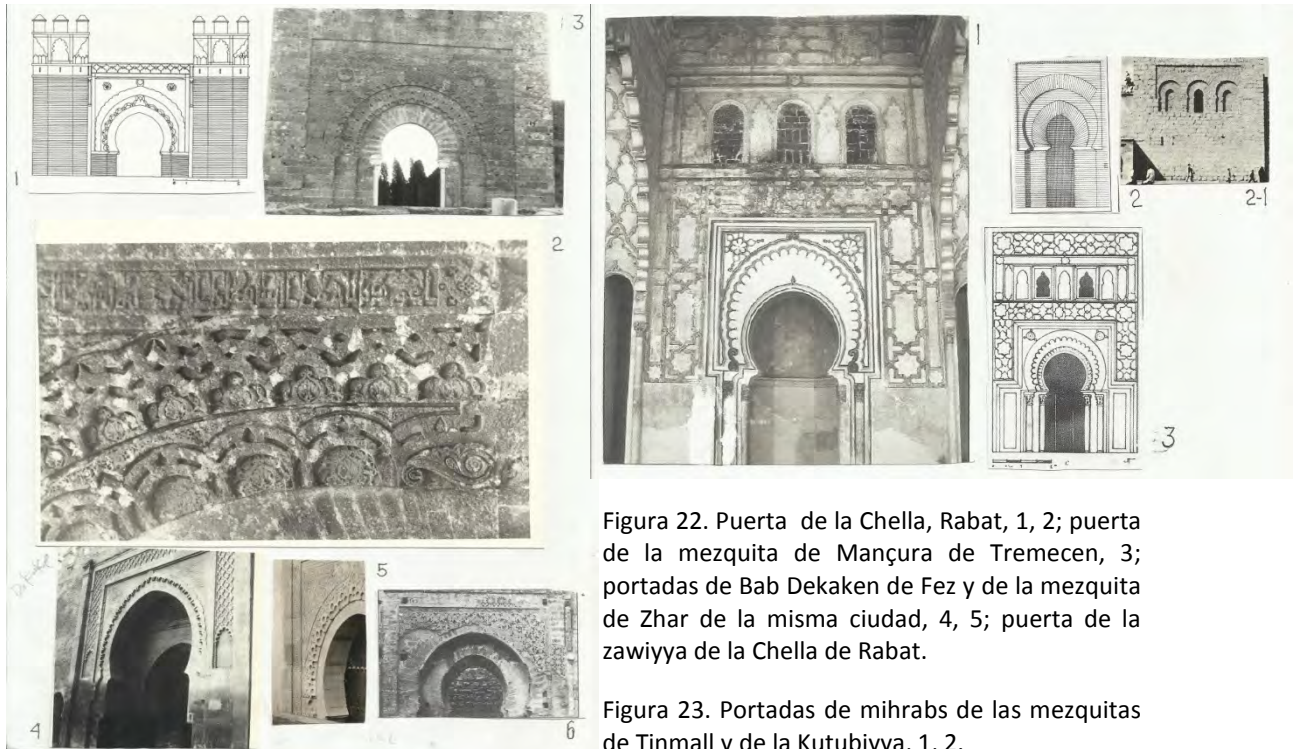 1
3
2
4
5
6
1
2
2-1
3
Figura 22. Puerta de la Chella, Rabat, 1, 2; puerta
de la mezquita de Mançura de Tremecen, 3;
portadas de Bab Dekaken de Fez y de la mezquita
de Zhar de la misma ciudad, 4, 5; puerta de la
zawiyya de la Chella de Rabat.
Figura 23. Portadas de mihrabs de las mezquitas
de Tinmall y de la Kutubiyya, 1, 2.